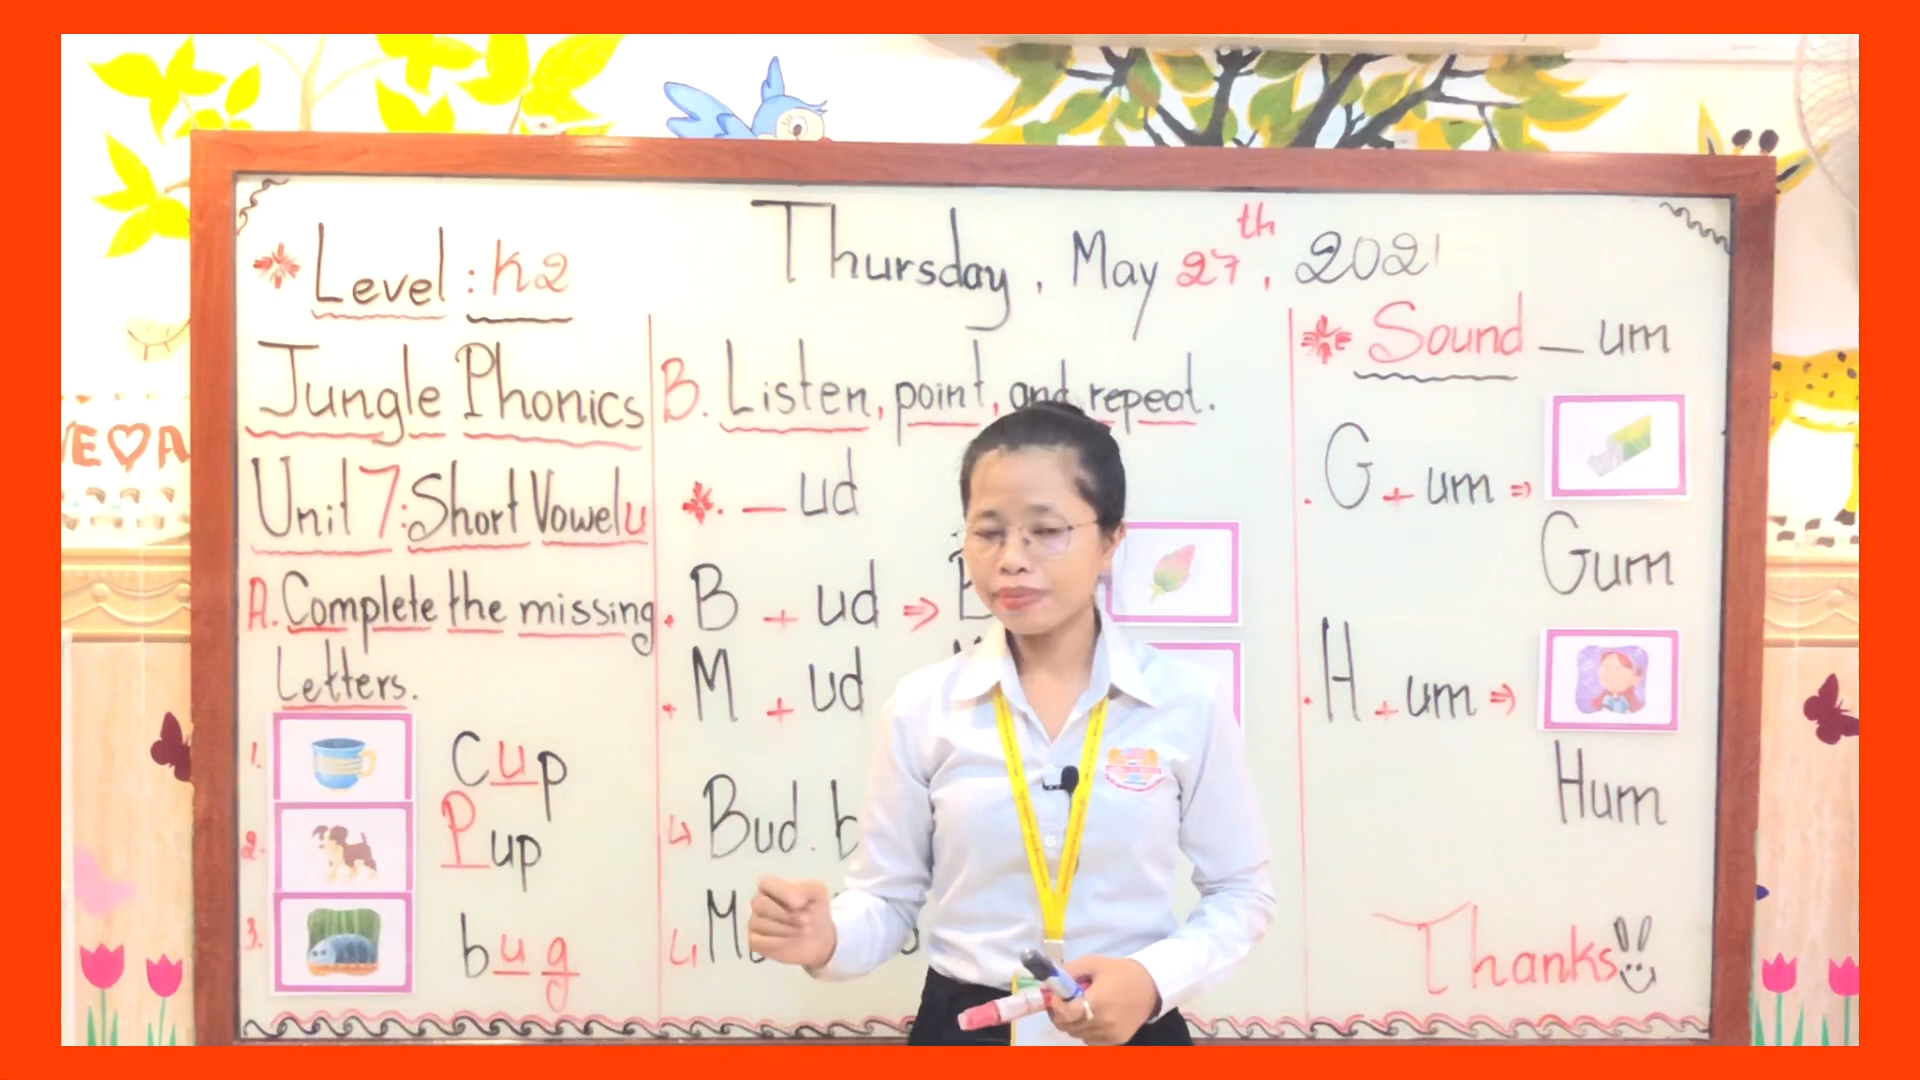 Thursday, May 27th, 2021
Level: K2
Jungle Phonics
Unit 7: Short Vowel u
A. Complete the missing
Letters.
1. Cup
2. Pup
3. bug
B. Listen, point, and repeat.
_ ud
B + ud ⇒
M + ud
Bud.
Sound _ um
G + um ⇒
Gum
H + um ⇒
Hum
Thanks!!